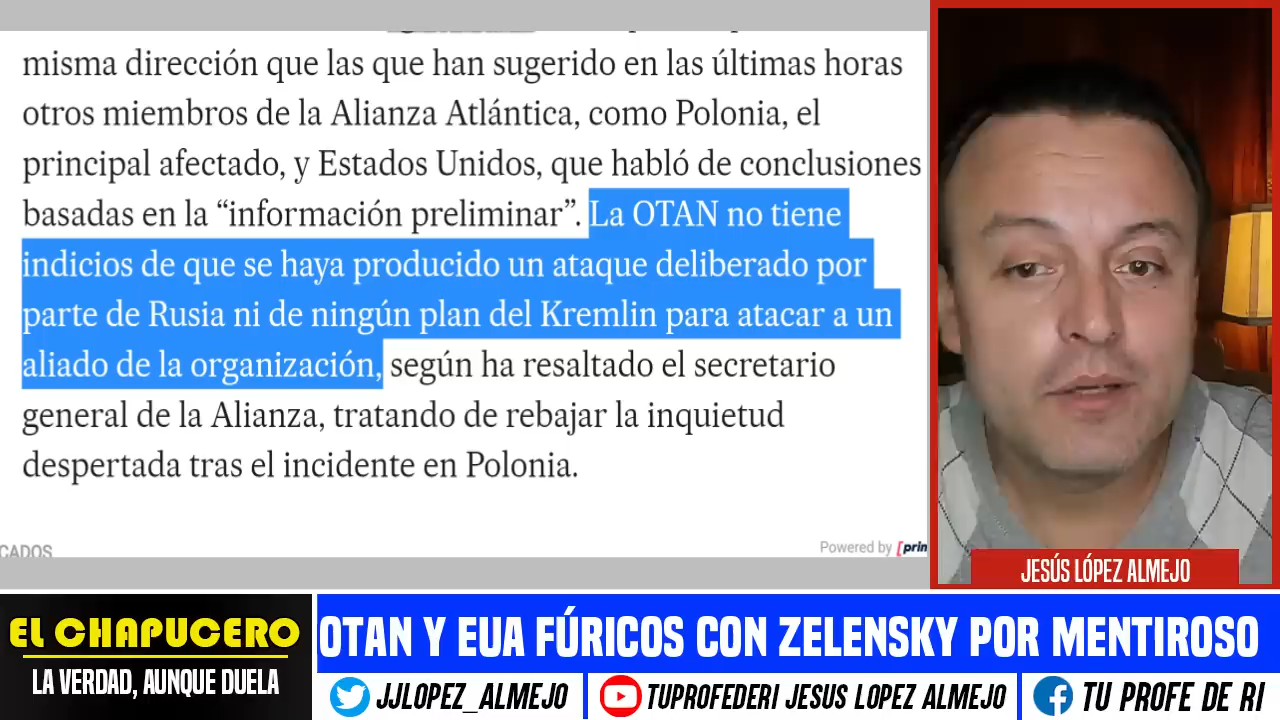 misma dirección que las que han sugerido en las últimas horas
otros miembros de la Alianza Atlántica, como Polonia, el
principal afectado, y Estados Unidos, que habló de conclusiones
basadas en la “información preliminar”. La OTAN no tiene
indicios de que se haya producido un ataque deliberado por
parte de Rusia ni de ningún plan del Kremlin para atacar a un
aliado de la organización, según ha resaltado el secretario
general de la Alianza, tratando de rebajar la inquietud
despertada tras el incidente en Polonia.
CADOS
Powered by [prim
JESÚS LÓPEZ ALMEJO
EL CHAPUCERO
LA VERDAD, AUNQUE DUELA
OTAN Y EUA FÚRICOS CON ZELENSKY POR MENTIROSO
JJLOPEZ_ALMEJO
TUPROFEDERI JESUS LOPEZ ALMEJO
TU PROFE DE RI